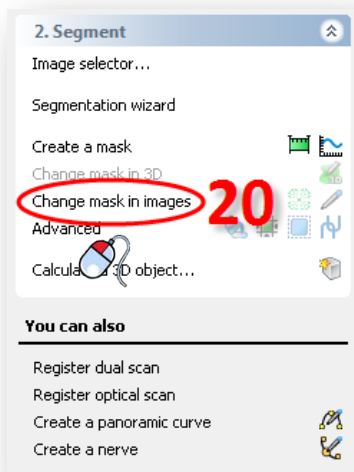 2. Segment
Image selector...
Segmentation wizard
Create a mask
Change mask in 3D
Change mask in images 20
Advanced
Calcula 3D object...
You can also
Register dual scan
Register optical scan
Create a panoramic curve
Create a nerve